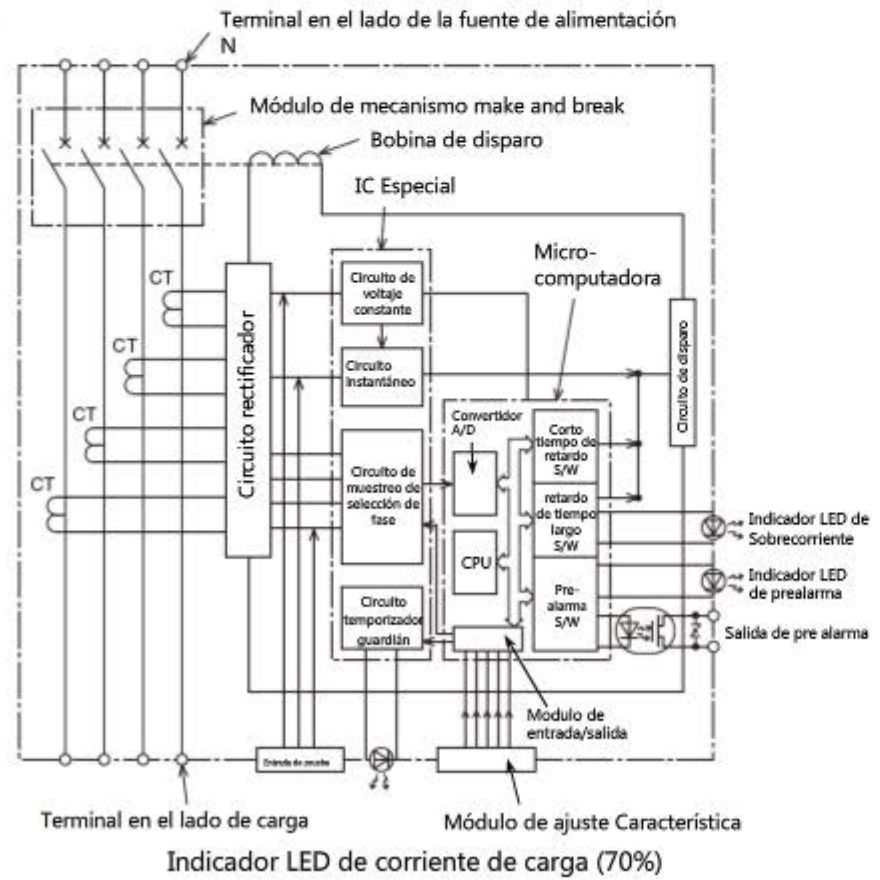 Terminal en el lado de la fuente de alimentación
N
Módulo de mecanismo make and break
Bobina de disparo
IC Especial
Micro-
computadora
CT
CT
CT
CT
Circuito rectificador
Circuito de
voltaje
constante
Circuito
instantáneo
Circuito de
muestreo de
selección de
fase
Circuito
temporizador
guardián
Convertidor
A/D
CPU
Corto
tiempo de
retardo
S/W
retardo
de tiempo
largo
S/W
Pre-
alarma
S/W
Circuito de disparo
Indicador LED de
Sobrecorriente
Indicador LED
de prealarma
Salida de pre alarma
Modulo de
entrada/salida
Entrada de prueba
Terminal en el lado de carga
Módulo de ajuste Característica
Indicador LED de corriente de carga (70%)